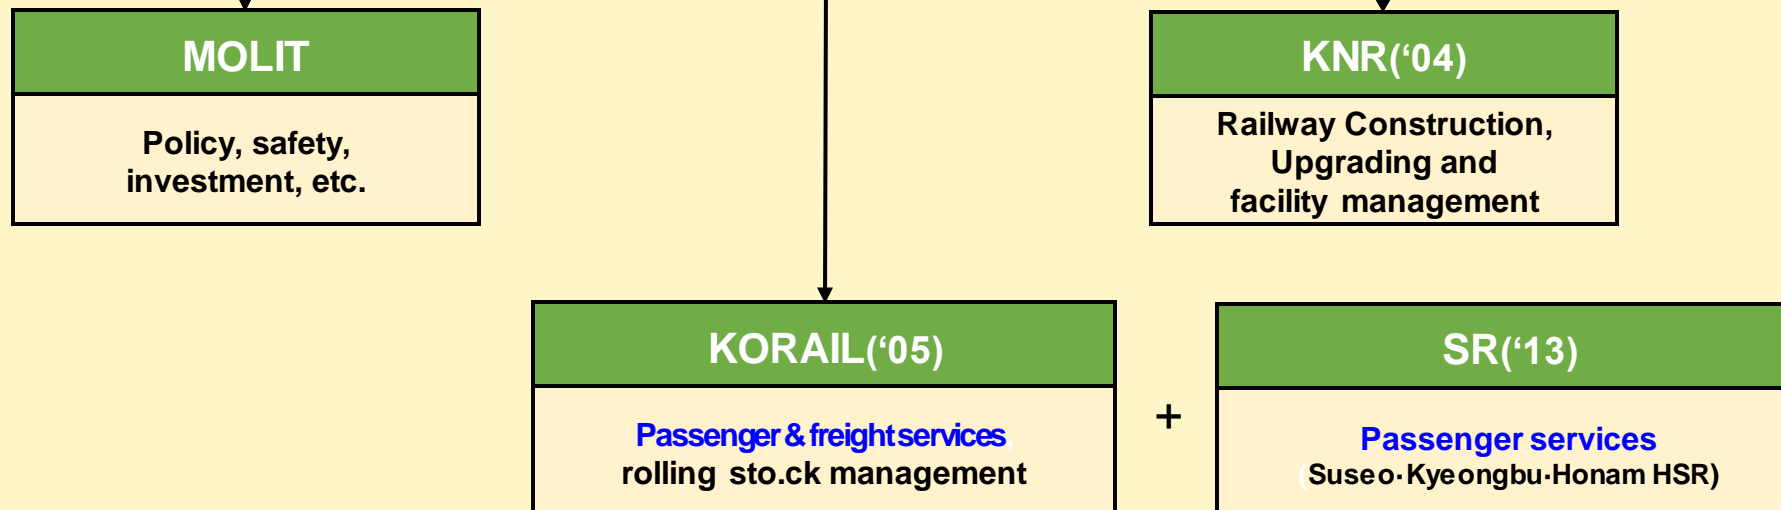 MOLIT
Policy, safety,
investment, etc.
KNR(‘04)
Railway Construction,
Upgrading and
facility management
KORAIL(‘05)
Passenger & freight services,
rolling sto.ck management
+
SR(‘13)
Passenger services
(Suseo·Kyeongbu·Honam HSR)